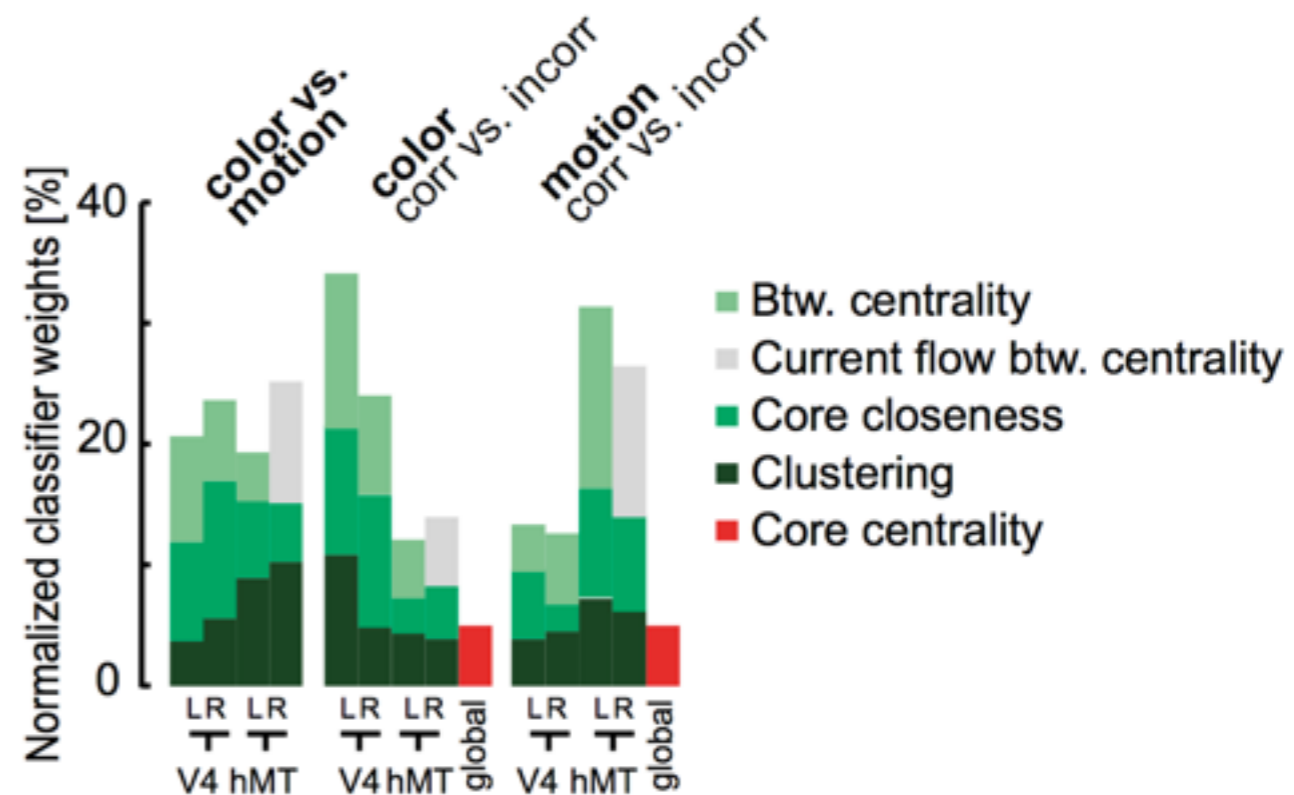 color vs.
motion
color
corr vs. incorr
motion
corr vs. incorr
Normalized classifier weights [%]
40
20
0
Btw. centrality
Current flow btw. centrality
Core closeness
Clustering
Core centrality
L R L R L R L R global L R L R global
V4 hMT V4 hMT V4 hMT